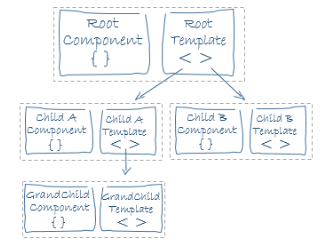 Root
Component
{ }
Root
Template
< >
Child A
Component
{ }
Child A
Template
< >
Child B
Component
{ }
Child B
Template
< >
GrandChild
Component
{ }
GrandChild
Template
< >